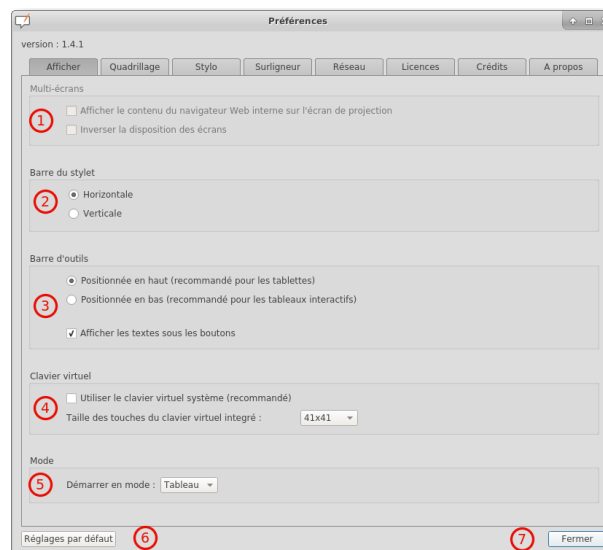 Préférences
version : 1.4.1
Afficher Quadrillage Stylo Surligneur Réseau Licences Crédits A propos
Multi-écrans
1
Afficher le contenu du navigateur Web interne sur l'écran de projection
Inverser la disposition des écrans
Barre du stylet
2
Horizontale
Verticale
Barre d'outils
3
Positionnée en haut (recommandé pour les tablettes)
Positionnée en bas (recommandé pour les tableaux interactifs)
Afficher les textes sous les boutons
Clavier virtuel
4
Utiliser le clavier virtuel système (recommandé)
Taille des touches du clavier virtuel integré : 41x41
Mode
5 Démarrer en mode : Tableau
Réglages par défaut 6 7 Fermer